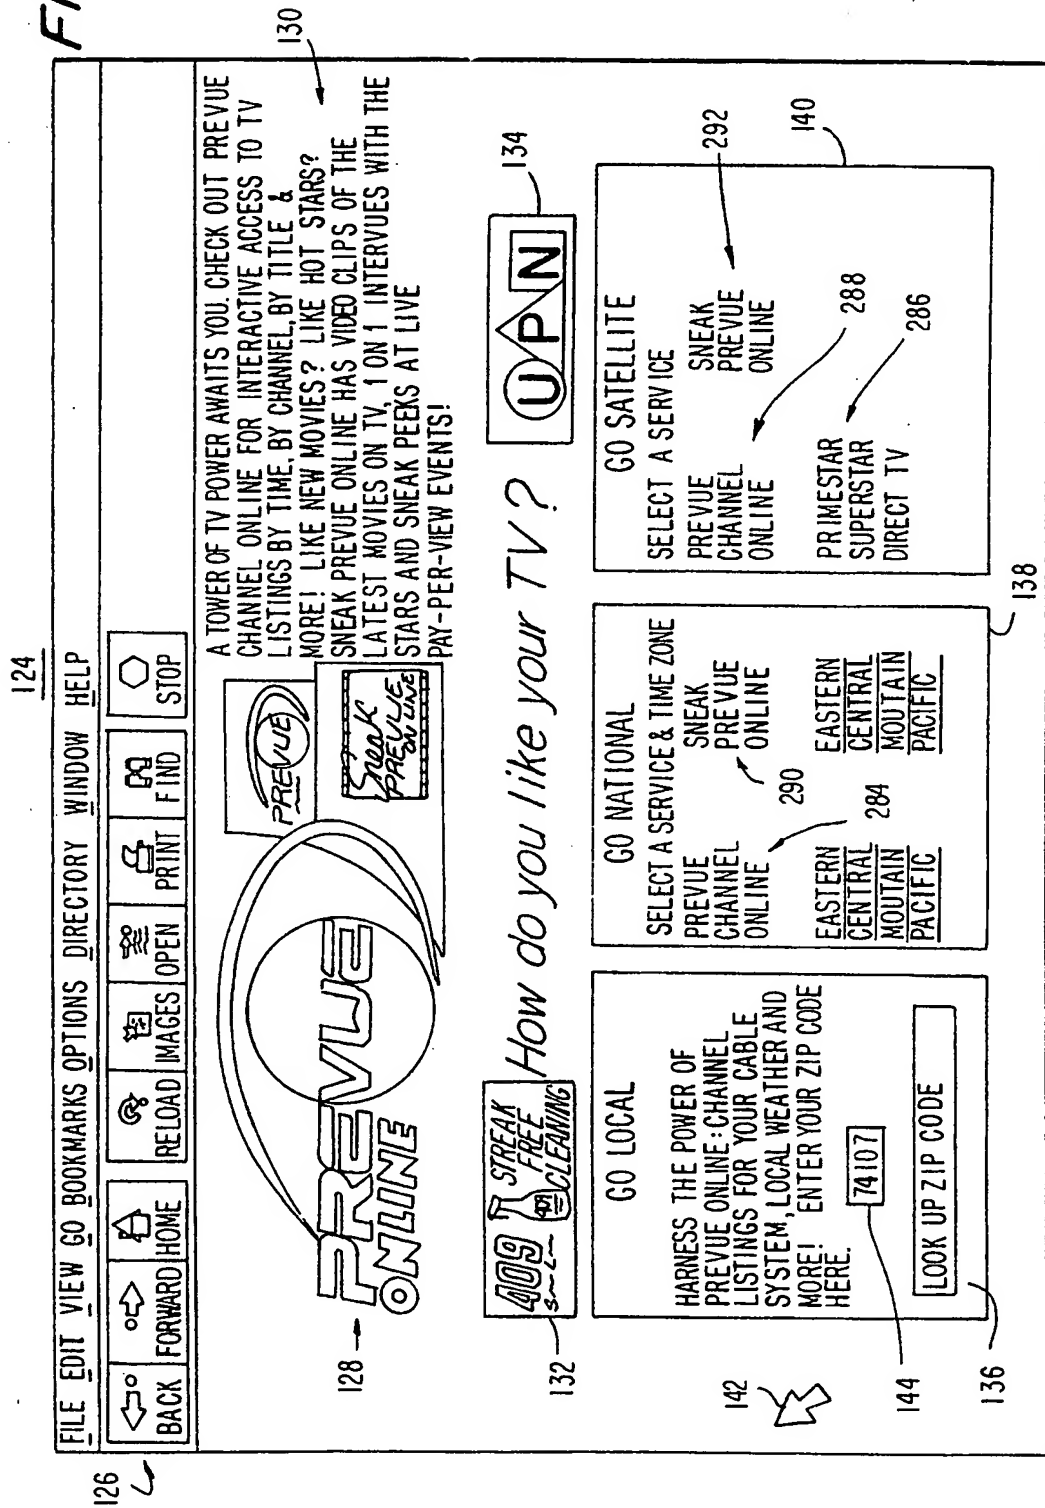 124
126
FILE EDIT VIEW GO BOOKMARKS OPTIONS DIRECTORY WINDOW HELP
BACK FORWARD HOME RELOAD IMAGES OPEN PRINT FIND STOP
128
PREVUE
ONLINE
PREVUE
Sneak
PREVUE
ONLINE
A TOWER OF TV POWER AWAITS YOU. CHECK OUT PREVUE
CHANNEL ONLINE FOR INTERACTIVE ACCESS TO TV
LISTINGS BY TIME, BY CHANNEL, BY TITLE &
MORE! LIKE NEW MOVIES? LIKE HOT STARS?
SNEAK PREVUE ONLINE HAS VIDEO CLIPS OF THE
LATEST MOVIES ON TV, 1 ON 1 INTERVUES WITH THE
STARS AND SNEAK PEEKS AT LIVE
PAY-PER-VIEW EVENTS!
130
132
409
409
STREAK
FREE
CLEANING
How do you like your TV?
UPN
134
GO LOCAL
HARNESS THE POWER OF
PREVUE ONLINE: CHANNEL
LISTINGS FOR YOUR CABLE
SYSTEM, LOCAL WEATHER AND
MORE! ENTER YOUR ZIP CODE
HERE.
74107
LOOK UP ZIP CODE
142
144
136
GO NATIONAL
SELECT A SERVICE & TIME ZONE
PREVUE
CHANNEL
ONLINE
SNEAK
PREVUE
ONLINE
290
284
EASTERN
CENTRAL
MOUTAIN
PACIFIC
EASTERN
CENTRAL
MOUTAIN
PACIFIC
138
GO SATELLITE
SELECT A SERVICE
PREVUE
CHANNEL
ONLINE
SNEAK
PREVUE
ONLINE
PRIMESTAR
SUPERSTAR
DIRECT TV
292
288
286
140